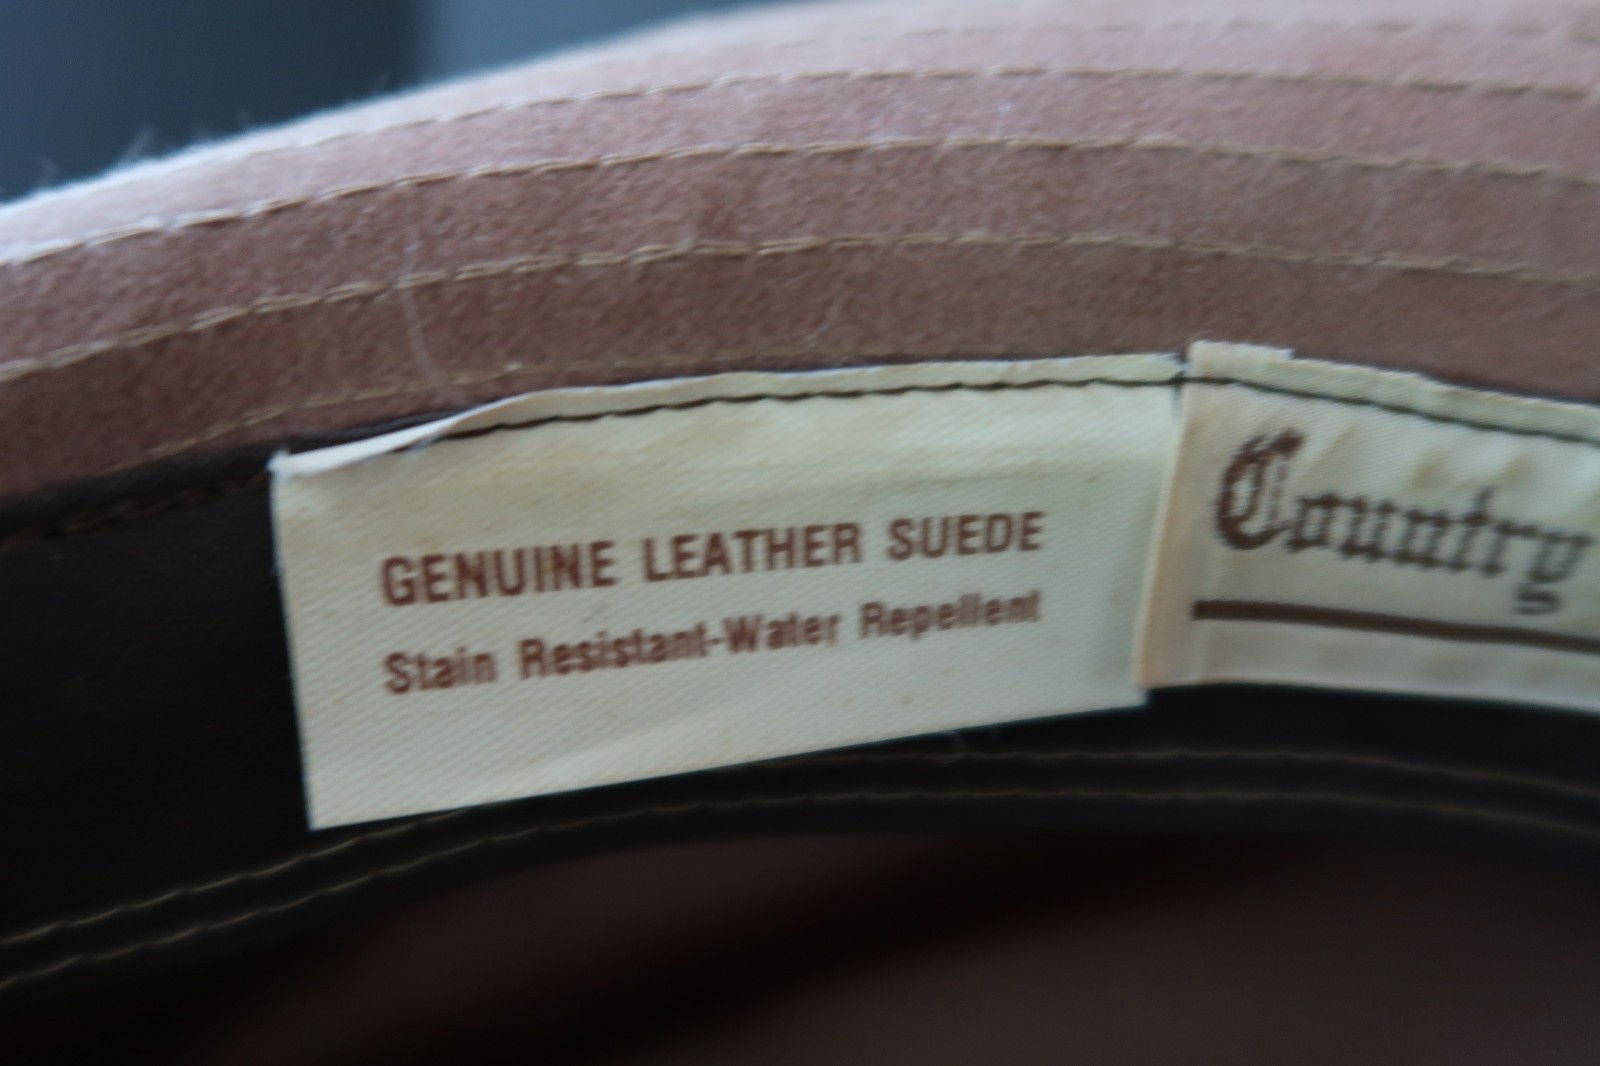 GENUINE LEATHER SUEDE
Stain Resistant-Water Repellent
Country